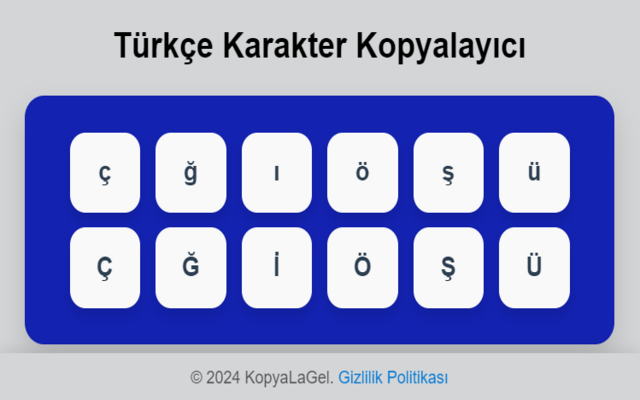 Türkçe Karakter Kopyalayıcı
ç ğ ı ö ş ü
Ç Ğ İ Ö Ş Ü
© 2024 KopyaLaGel. Gizlilik Politikası